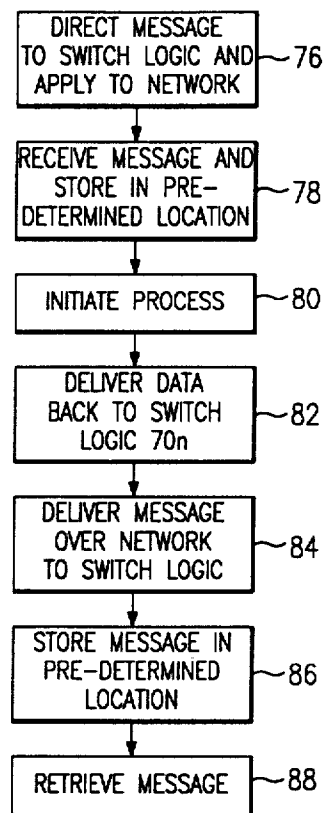 DIRECT MESSAGE
TO SWITCH LOGIC AND
APPLY TO NETWORK
76
RECEIVE MESSAGE AND
STORE IN PRE-
DETERMINED LOCATION
78
INITIATE PROCESS
80
DELIVER DATA
BACK TO SWITCH
LOGIC 70n
82
DELIVER MESSAGE
OVER NETWORK
TO SWITCH LOGIC
84
STORE MESSAGE IN
PRE-DETERMINED
LOCATION
86
RETRIEVE MESSAGE
88